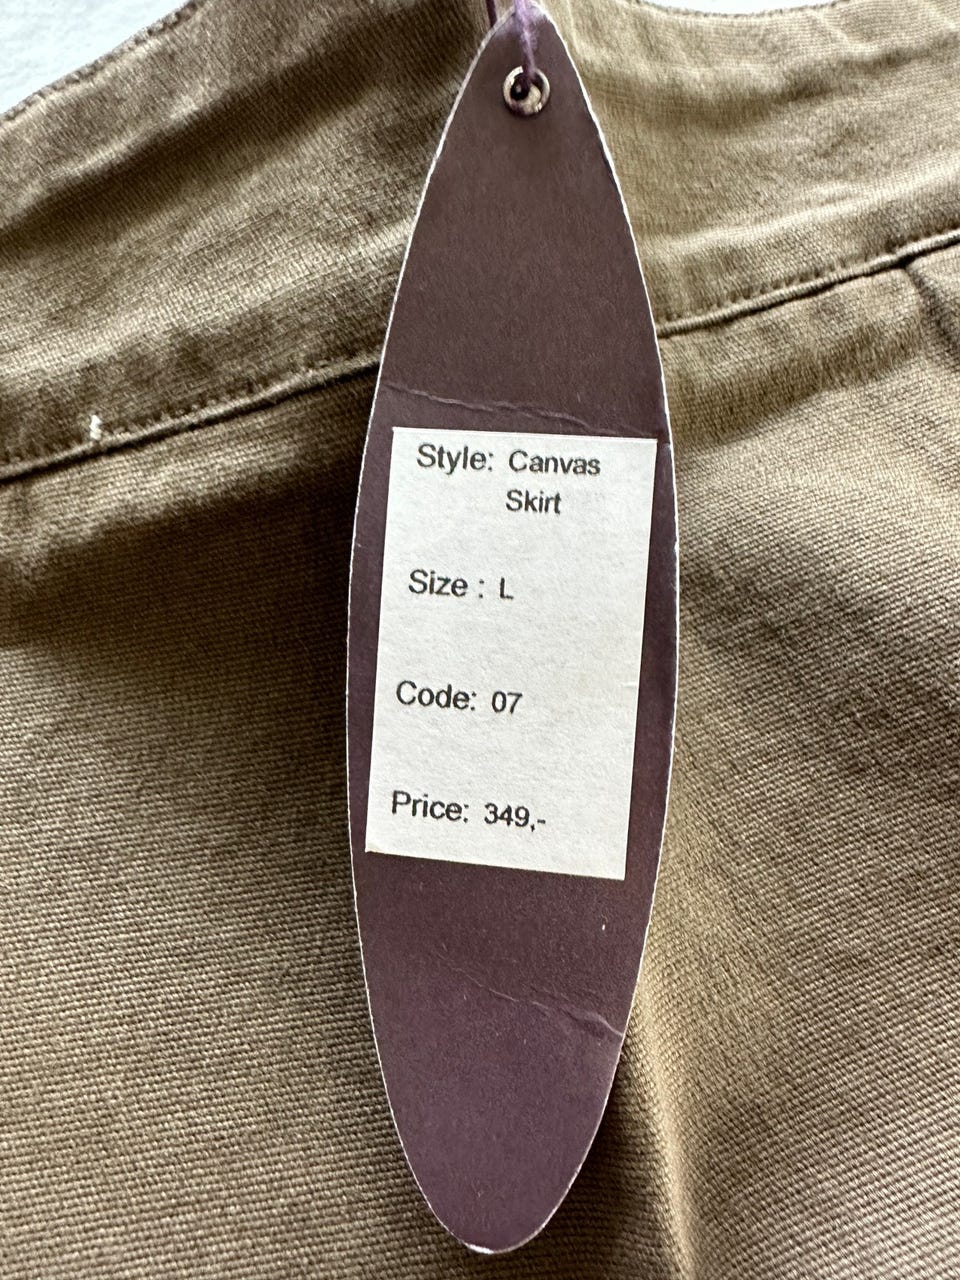 Style: Canvas
Skirt
Size : L
Code: 07
Price: 349,-